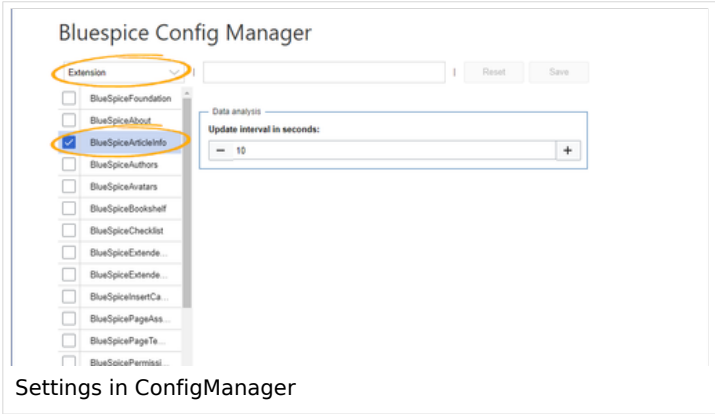 Bluespice Config Manager
Extension | | Reset Save
BlueSpiceFoundation
BlueSpiceAbout
BlueSpiceArticleInfo
BlueSpiceAuthors
BlueSpiceAvatars
BlueSpiceBookshelf
BlueSpiceChecklist
BlueSpiceExtende...
BlueSpiceExtende...
BlueSpiceInsertCa...
BlueSpicePageAss...
BlueSpicePageTe...
BlueSpicePermissi...
Data analysis
Update interval in seconds:
− 10 +
Settings in ConfigManager